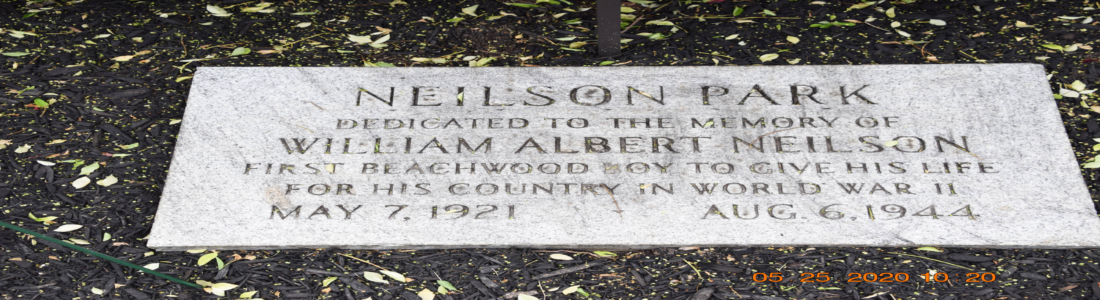 NEILSON PARK
DEDICATED TO THE MEMORY OF
WILLIAM ALBERT NEILSON
FIRST BEACHWOOD BOY TO GIVE HIS LIFE
FOR HIS COUNTRY IN WORLD WAR II
MAY 7, 1921 AUG. 6, 1944
05 25 2020 10:20